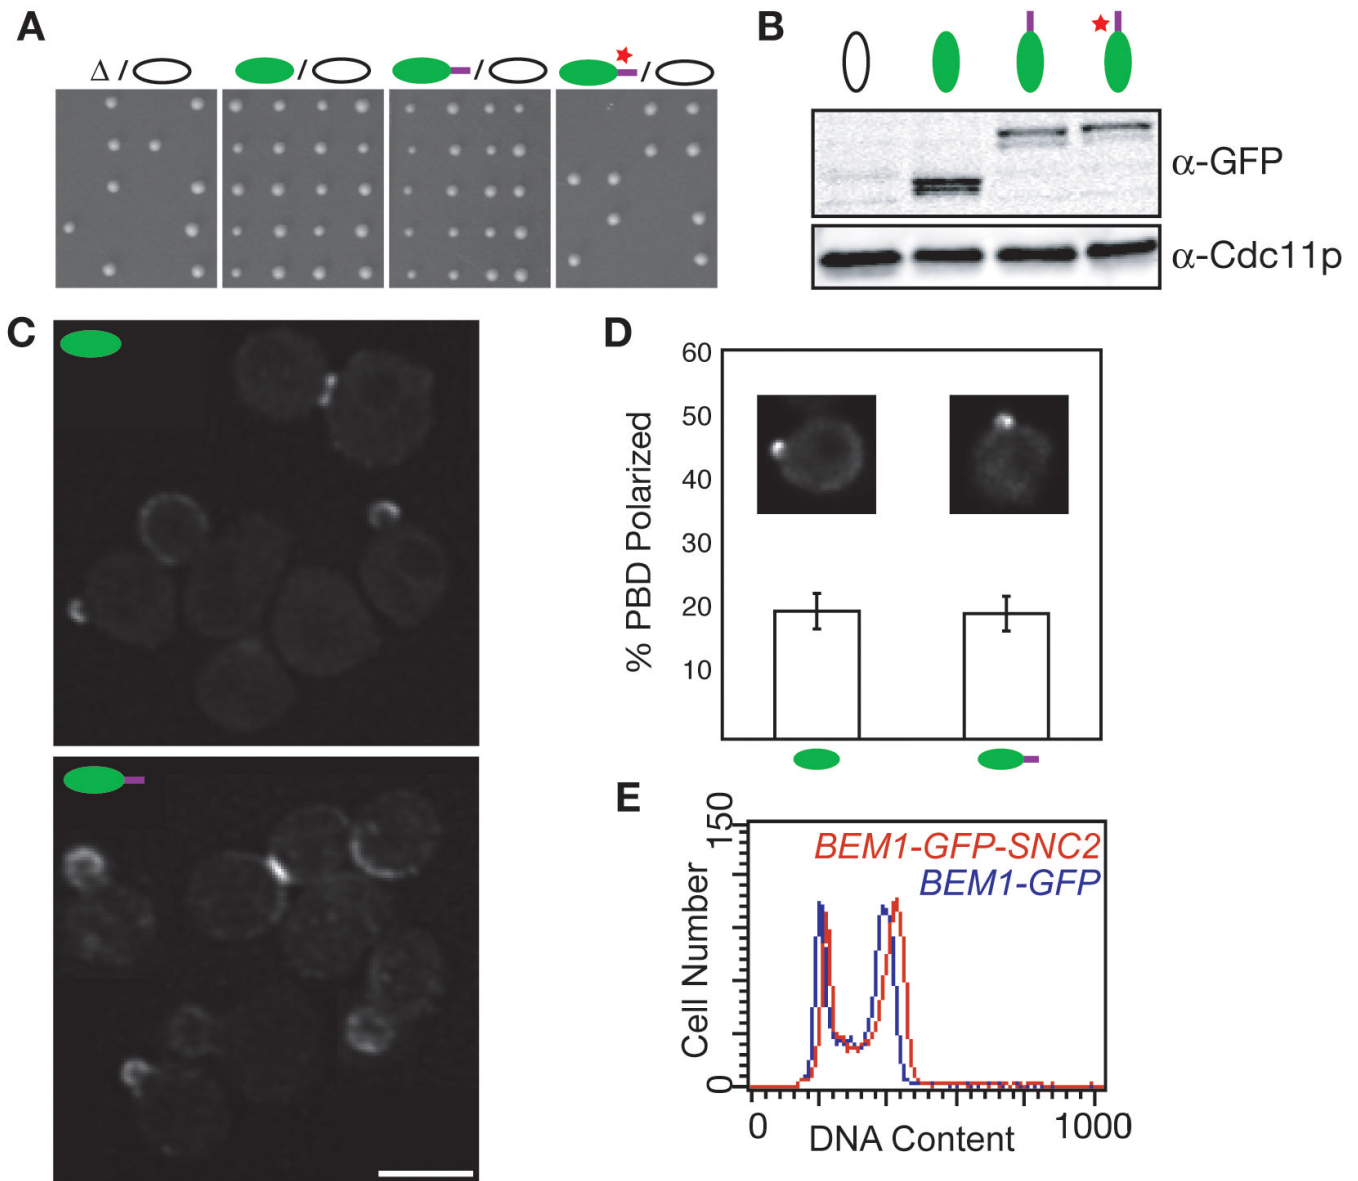 A
Δ / / / /
B
α-GFP
α-Cdc11p
C
D
% PBD Polarized
60
50
40
30
20
10
E
Cell Number
150
0
BEM1-GFP-SNC2
BEM1-GFP
0 1000
DNA Content